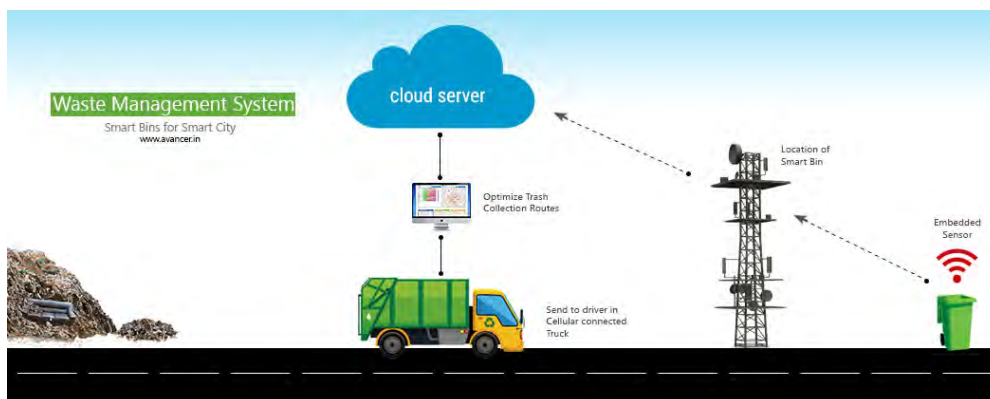 Waste Management System
Smart Bins for Smart City
www.avancer.in
cloud server
Optimize Trash
Collection Routes
Send to driver in
Cellular connected
Truck
Location of
Smart Bin
Embedded
Sensor